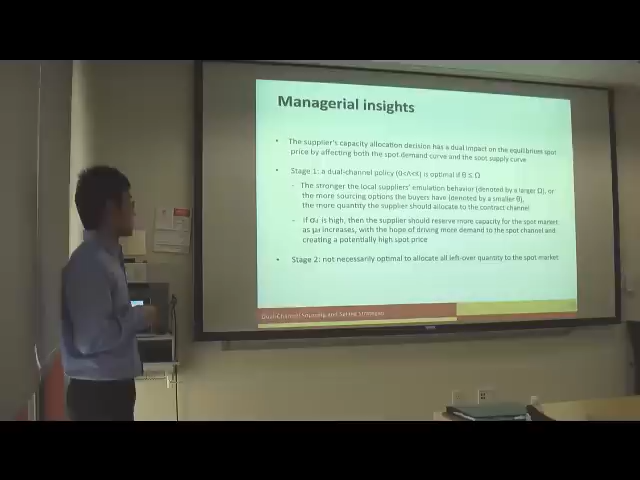 Managerial insights
• The supplier's capacity allocation decision has a dual impact on the equilibrium spot
price by affecting both the spot demand curve and the spot supply curve
• Stage 1: a dual-channel policy (0<A<K) is optimal if θ ≤ Ω
– The stronger the local suppliers' emulation behavior (denoted by a larger Ω), or
the more sourcing options the buyers have (denoted by a smaller θ),
the more quantity the supplier should allocate to the contract channel
– If σ is high, then the supplier should reserve more capacity for the spot market
as μ increases, with the hope of driving more demand to the spot channel and
creating a potentially high spot price
• Stage 2: not necessarily optimal to allocate all left-over quantity to the spot market
Dual-Channel Sourcing and Selling Strategies